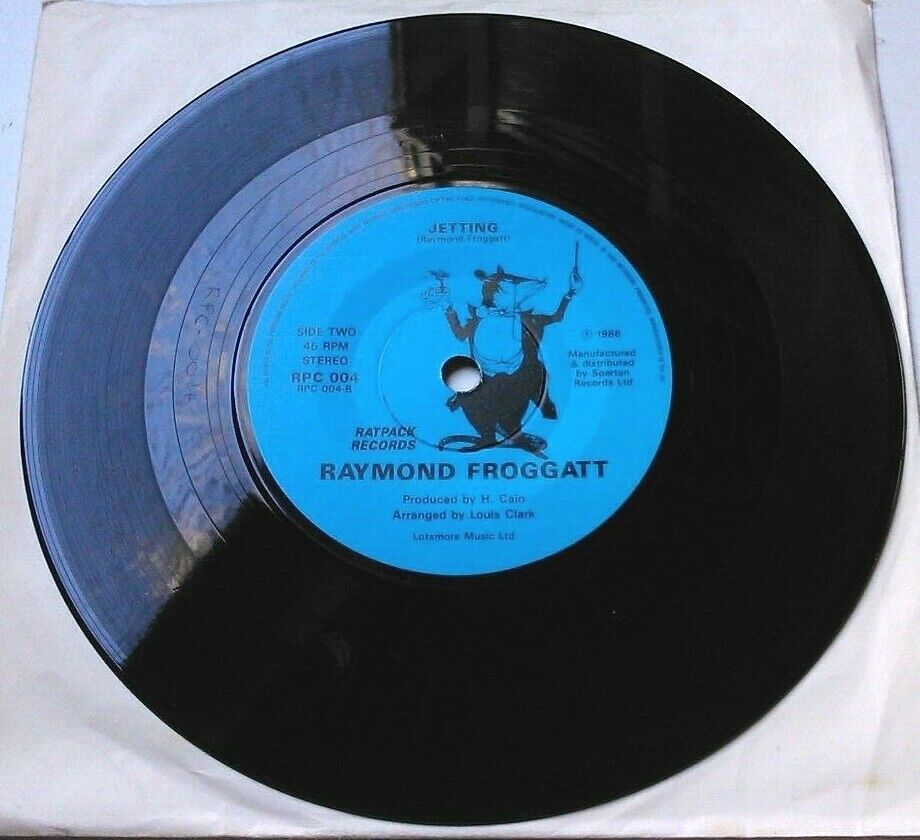 JETTING
(Raymond Froggatt)
SIDE TWO
45 RPM
STEREO
RPC 004
RPC 004-B
℗ 1986
Manufactured
& distributed
by Spartan
Records Ltd
RATPACK
RECORDS
RAYMOND FROGGATT
Produced by H. Cain
Arranged by Louis Clark
Lotsmore Music Ltd